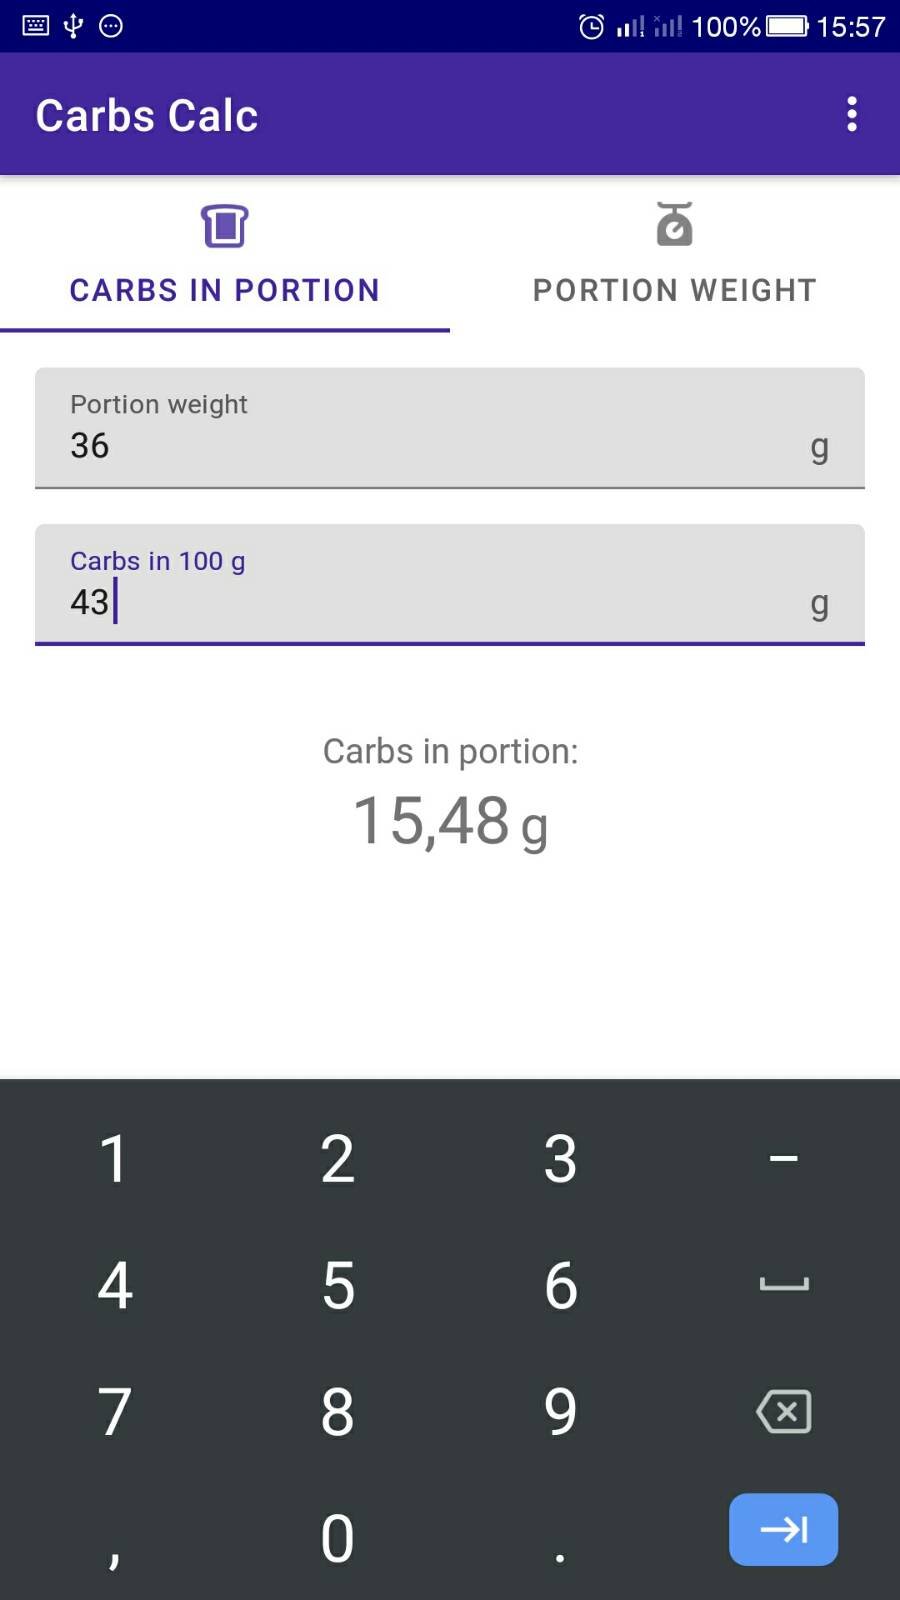 100% 15:57
Carbs Calc
CARBS IN PORTION
PORTION WEIGHT
Portion weight
36 g
Carbs in 100 g
43 g
Carbs in portion:
15,48 g
1 2 3 –
4 5 6
7 8 9
, 0 .